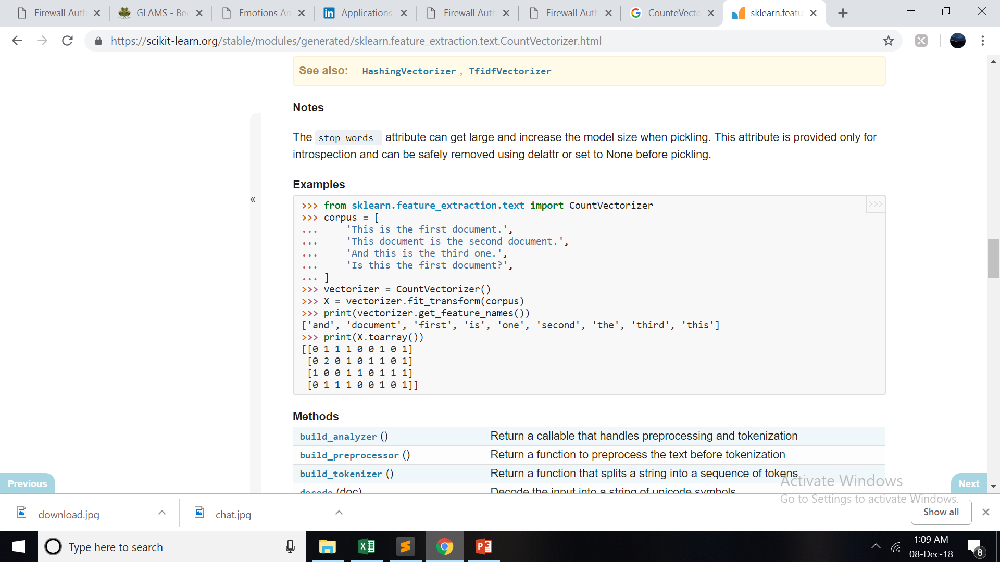 Firewall Auth
GLAMS - Be
Emotions An
Applications
Firewall Auth
Firewall Auth
CounteVecto
sklearn.featu
https://scikit-learn.org/stable/modules/generated/sklearn.feature_extraction.text.CountVectorizer.html
See also: HashingVectorizer , TfidfVectorizer
Notes
The stop_words_ attribute can get large and increase the model size when pickling. This attribute is provided only for
introspection and can be safely removed using delattr or set to None before pickling.
«
Examples
>>>
>>> from sklearn.feature_extraction.text import CountVectorizer
>>> corpus = [
...     'This is the first document.',
...     'This document is the second document.',
...     'And this is the third one.',
...     'Is this the first document?',
... ]
>>> vectorizer = CountVectorizer()
>>> X = vectorizer.fit_transform(corpus)
>>> print(vectorizer.get_feature_names())
['and', 'document', 'first', 'is', 'one', 'second', 'the', 'third', 'this']
>>> print(X.toarray())
[[0 1 1 1 0 0 1 0 1]
 [0 2 0 1 0 1 1 0 1]
 [1 0 0 1 1 0 1 1 1]
 [0 1 1 1 0 0 1 0 1]]
Methods
build_analyzer () Return a callable that handles preprocessing and tokenization
build_preprocessor () Return a function to preprocess the text before tokenization
build_tokenizer () Return a function that splits a string into a sequence of tokens
decode (doc) Decode the input into a string of unicode symbols
Previous
Next
Activate Windows
Go to Settings to activate Windows.
download.jpg
chat.jpg
Show all
Type here to search
1:09 AM
08-Dec-18
8